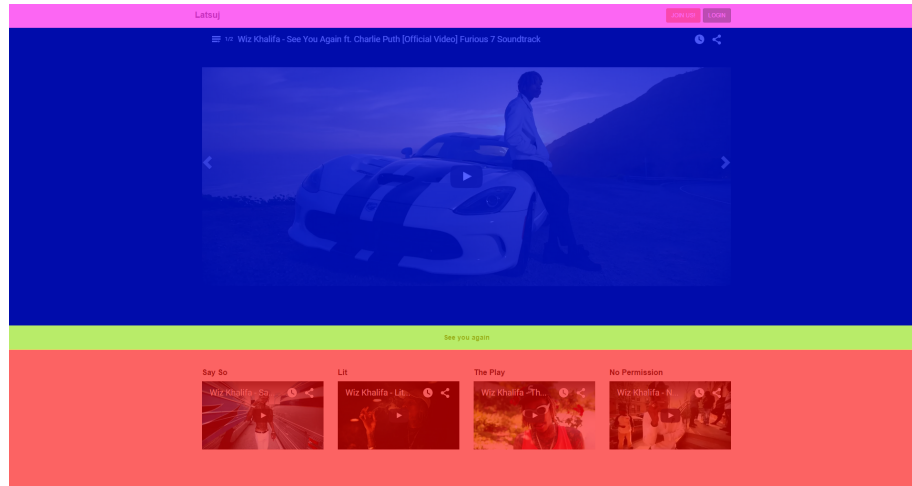 Latsuj
JOIN US!
LOGIN
1/2 Wiz Khalifa - See You Again ft. Charlie Puth [Official Video] Furious 7 Soundtrack
See you again
Say So
Lit
The Play
No Permission
Wiz Khalifa - Sa
Wiz Khalifa - Lit
Wiz Khalifa - Th...
Wiz Khalifa - N...